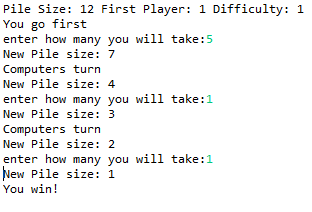 Pile Size: 12 First Player: 1 Difficulty: 1
You go first
enter how many you will take:5
New Pile size: 7
Computers turn
New Pile size: 4
enter how many you will take:1
New Pile size: 3
Computers turn
New Pile size: 2
enter how many you will take:1
New Pile size: 1
You win!